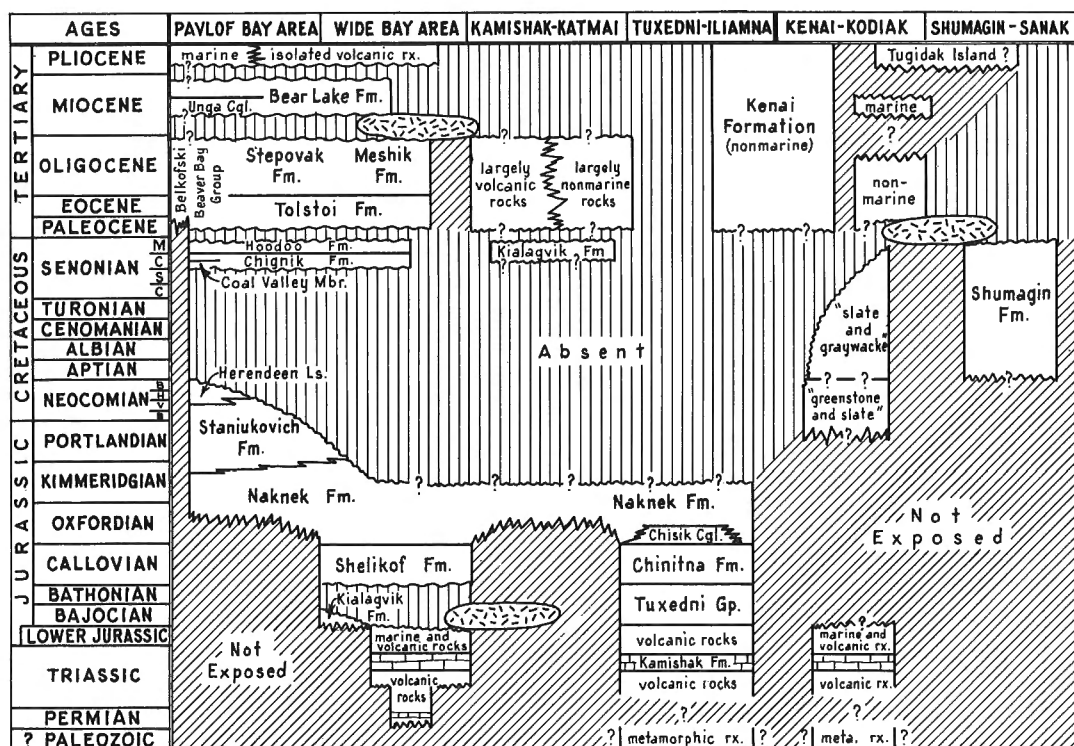 AGES
PAVLOF BAY AREA
WIDE BAY AREA
KAMISHAK-KATMAI
TUXEDNI-ILIAMNA
KENAI-KODIAK
SHUMAGIN-SANAK
TERTIARY
PLIOCENE
marine
isolated volcanic rx.
Tugidak Island ?
MIOCENE
?
Bear Lake Fm.
Unga Cgl.
?
?
marine
?
Kenai
Formation
(nonmarine)
OLIGOCENE
?
?
?
?
?
Belkofski
Beaver Bay
Group
Stepovak
Fm.
Meshik
Fm.
largely
volcanic
rocks
largely
nonmarine
rocks
non-
marine
EOCENE
Tolstoi Fm.
PALEOCENE
?
?
?
?
?
CRETACEOUS
SENONIAN
M
C
S
C
Hoodoo Fm.
Chignik Fm.
Coal Valley Mbr.
?
?
Kialagvik Fm
?
?
Shumagin
Fm.
TURONIAN
CENOMANIAN
"slate
and
graywacke"
ALBIAN
Absent
APTIAN
Herendeen Ls.
?
?
?
?
NEOCOMIAN
B
H
V
B
"greenstone
and slate"
JURASSIC
PORTLANDIAN
Staniukovich
Fm.
?
KIMMERIDGIAN
?
?
?
?
?
Naknek Fm.
Naknek Fm.
OXFORDIAN
Chisik Cgl.
Not
Exposed
CALLOVIAN
Shelikof Fm.
Chinitna Fm.
BATHONIAN
Kialagvik
Fm.
Tuxedni Gp.
BAJOCIAN
?
?
LOWER JURASSIC
Not
Exposed
marine and
volcanic rocks
volcanic rocks
marine and
volcanic rx.
TRIASSIC
Kamishak Fm.
volcanic
rocks
volcanic rocks
volcanic rx.
PERMIAN
?
?
? PALEOZOIC
? metamorphic rx. ?
? meta. rx. ?